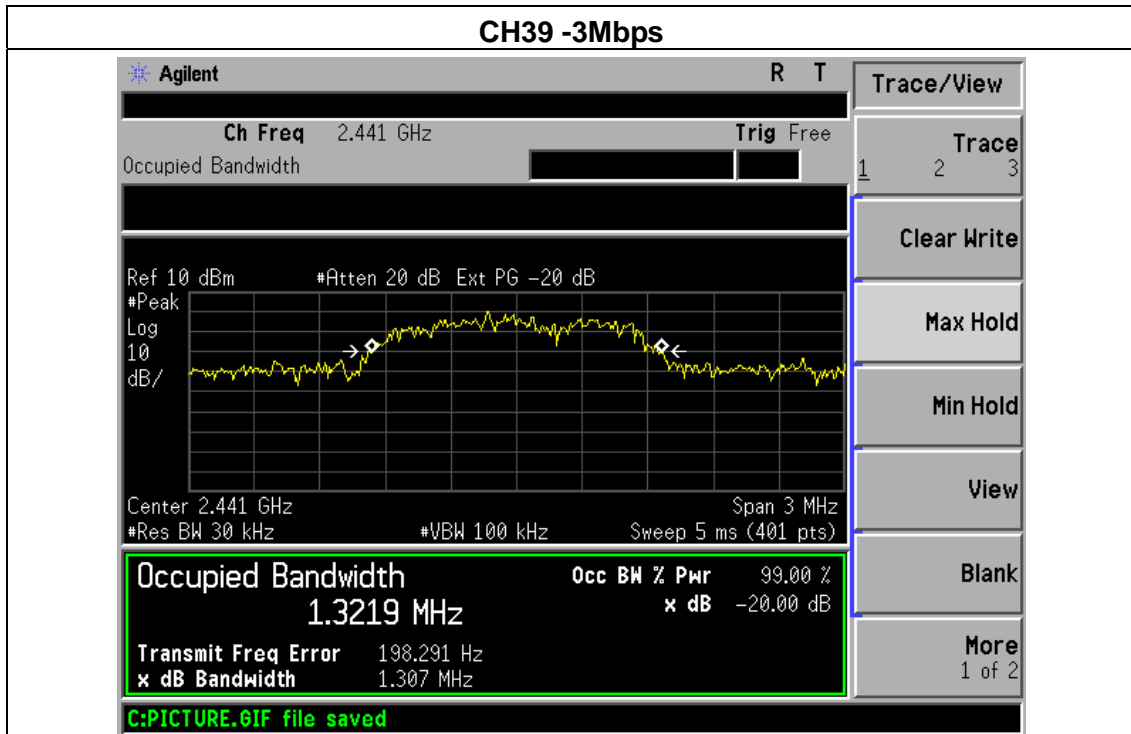 CH39 -3Mbps
Agilent R T
Trace/View
Ch Freq 2.441 GHz Trig Free
Occupied Bandwidth
Trace
1 2 3
Clear Write
Ref 10 dBm #Atten 20 dB Ext PG -20 dB
#Peak
Log
10
dB/
Max Hold
Min Hold
View
Center 2.441 GHz Span 3 MHz
#Res BW 30 kHz #VBW 100 kHz Sweep 5 ms (401 pts)
Occupied Bandwidth Occ BW % Pwr 99.00 %
1.3219 MHz x dB -20.00 dB
Blank
Transmit Freq Error 198.291 Hz
x dB Bandwidth 1.307 MHz
More
1 of 2
C:PICTURE.GIF file saved